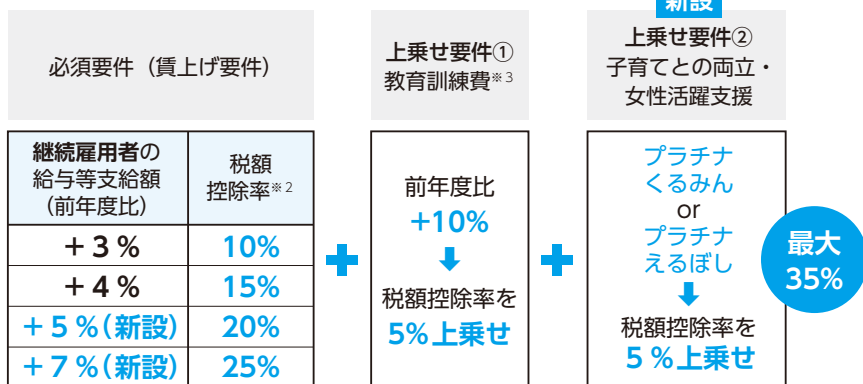 新設
必須要件（賃上げ要件）
上乗せ要件①
教育訓練費※3
上乗せ要件②
子育てとの両立・
女性活躍支援
継続雇用者の
給与等支給額
（前年度比）
税額
控除率※2
＋3％ 10%
＋4％ 15%
＋5％（新設） 20%
＋7％（新設） 25%
＋
前年度比
+10%
⬇
税額控除率を
5%上乗せ
＋
プラチナ
くるみん
or
プラチナ
えるぼし
⬇
税額控除率を
5％上乗せ
最大
35%